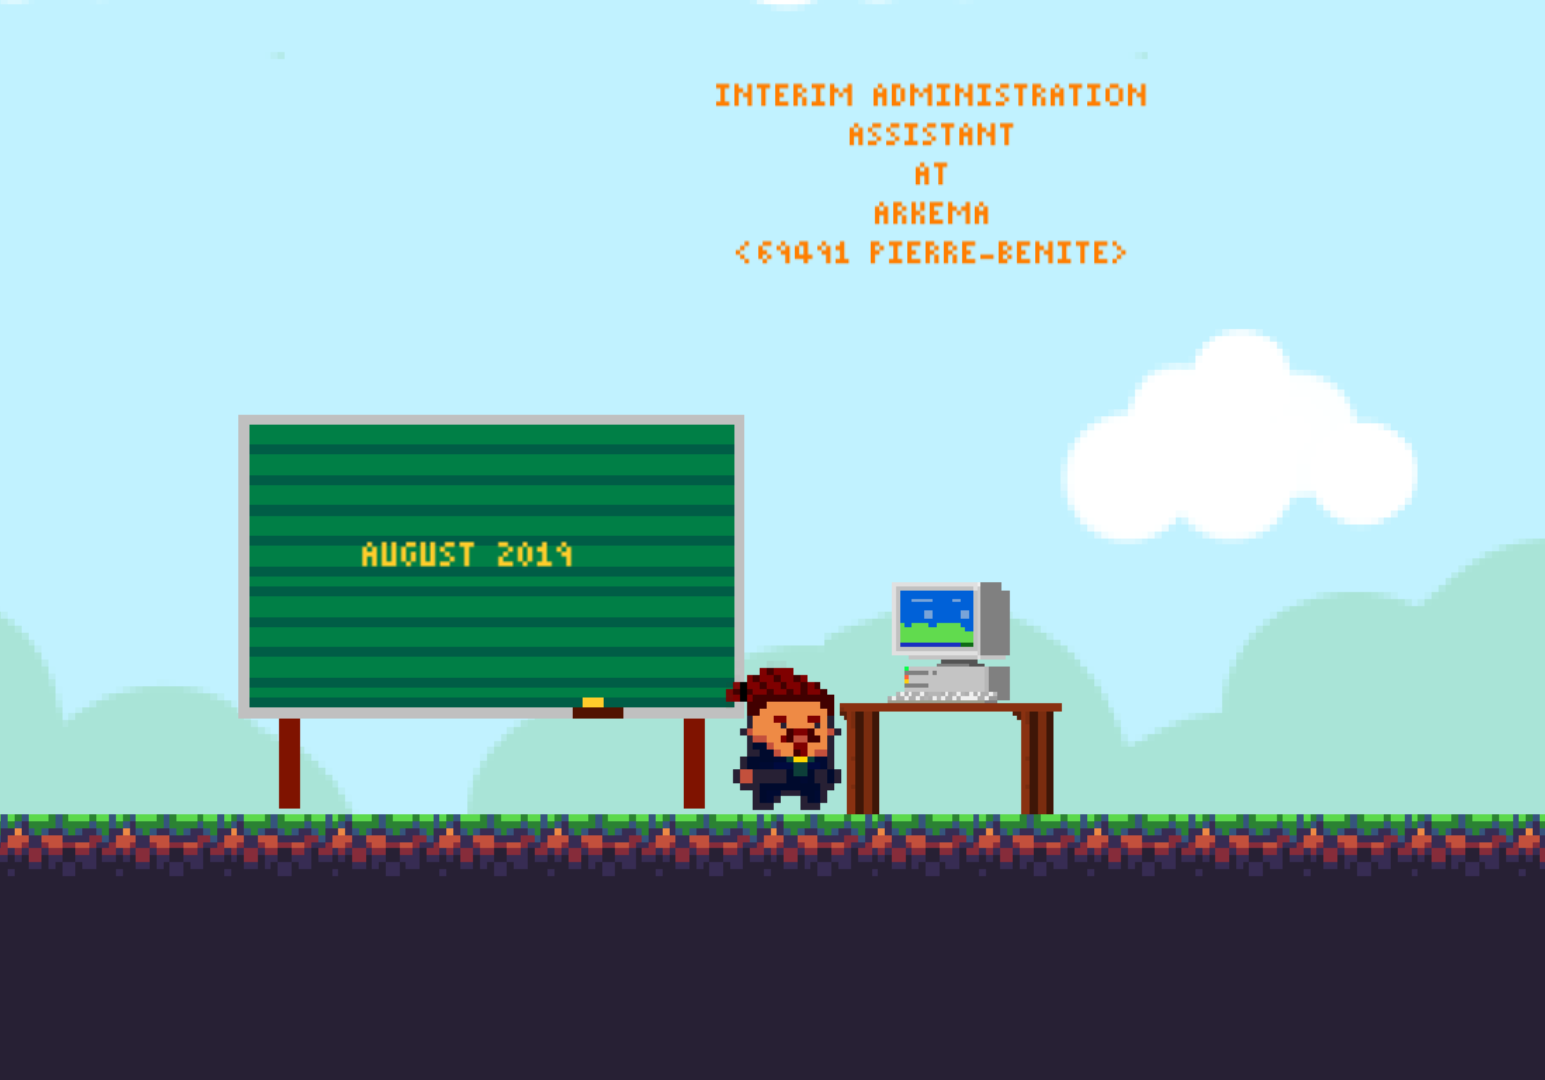 INTERIM ADMINISTRATION
ASSISTANT
AT
ARKEMA
<69491 PIERRE-BENITE>
AUGUST 2019